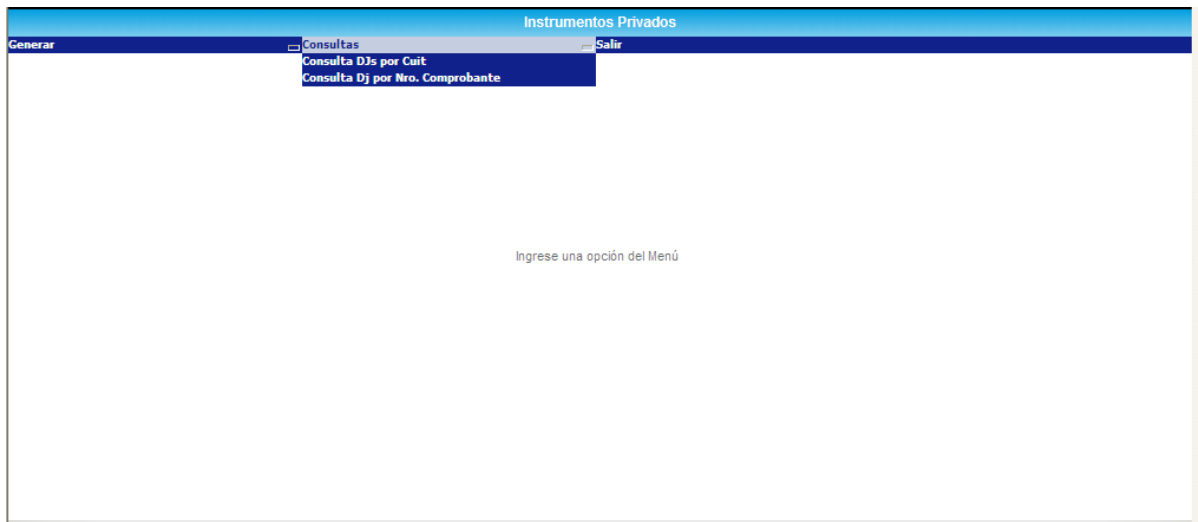 Instrumentos Privados
Generar Consultas Salir
Consulta DJs por Cuit
Consulta Dj por Nro. Comprobante
Ingrese una opción del Menú